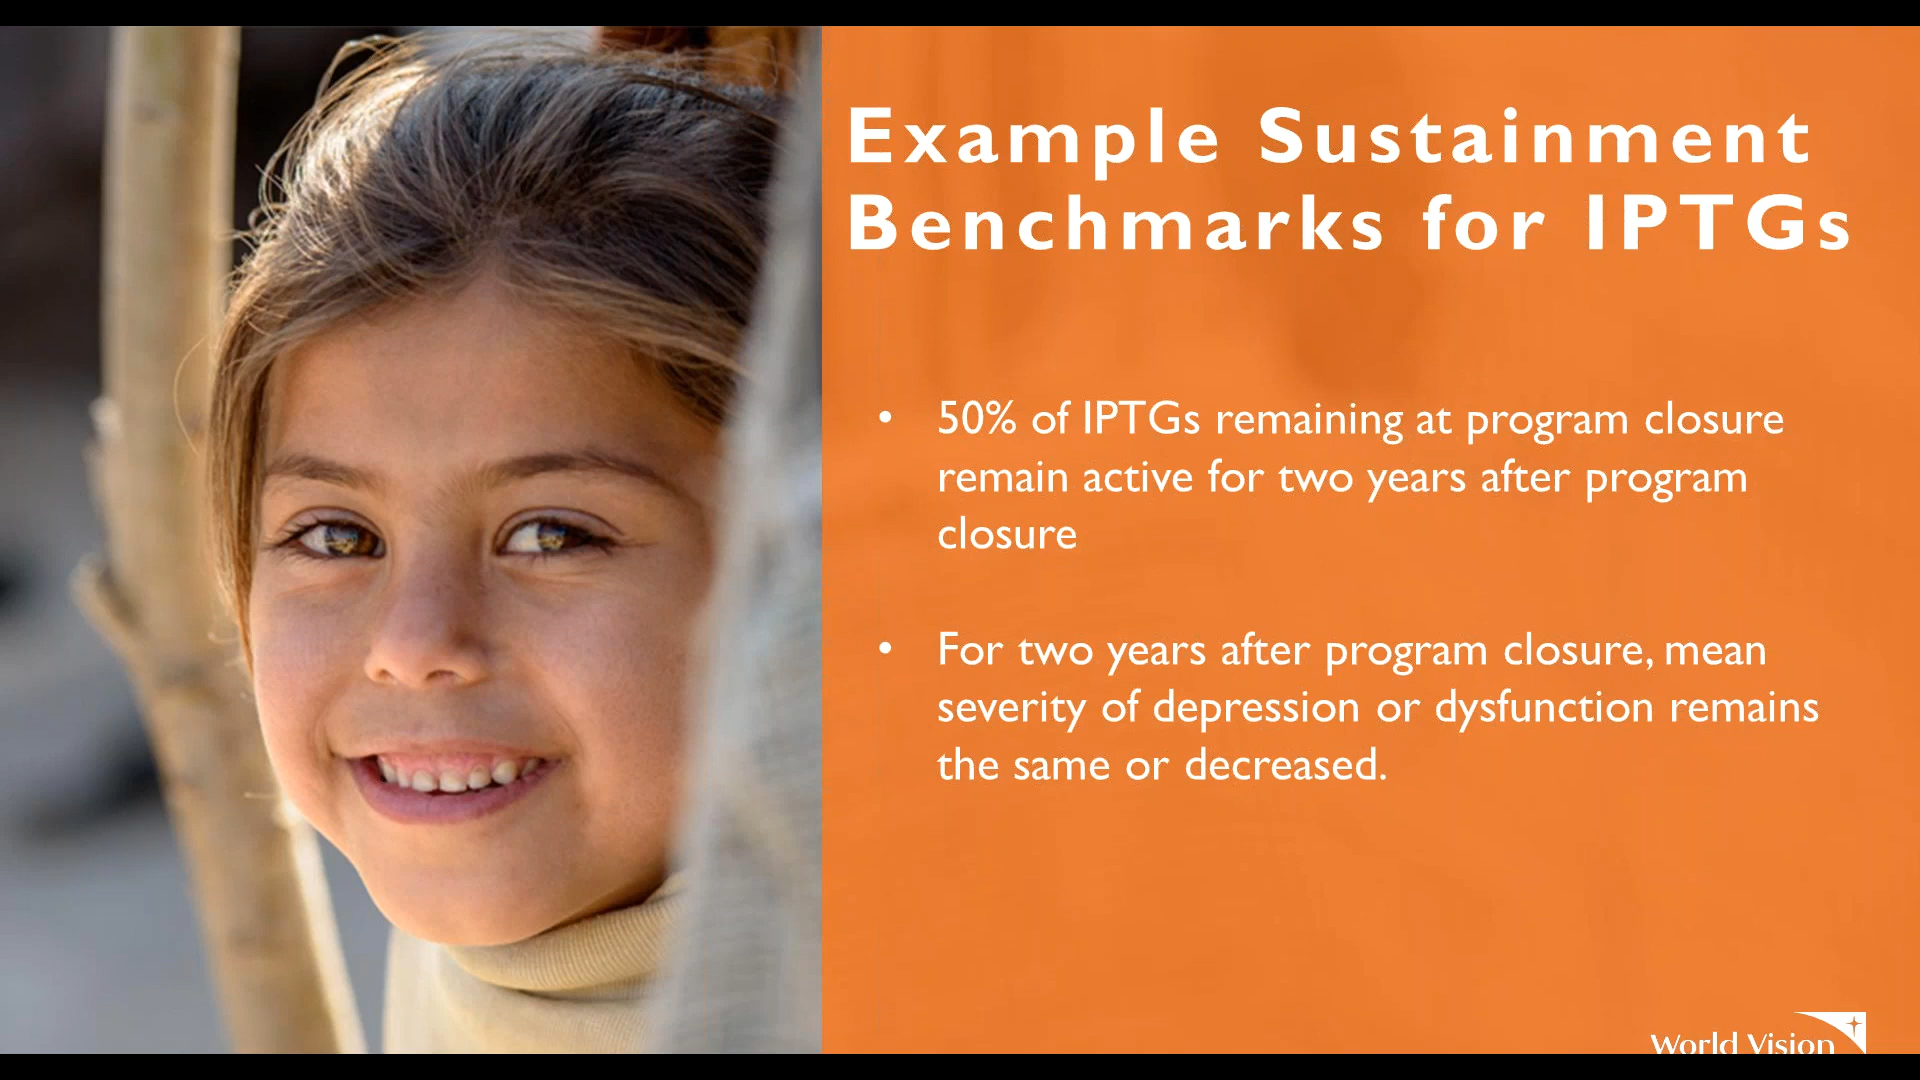 Example Sustainment
Benchmarks for IPTGs
• 50% of IPTGs remaining at program closure
remain active for two years after program
closure
• For two years after program closure, mean
severity of depression or dysfunction remains
the same or decreased.
World Vision